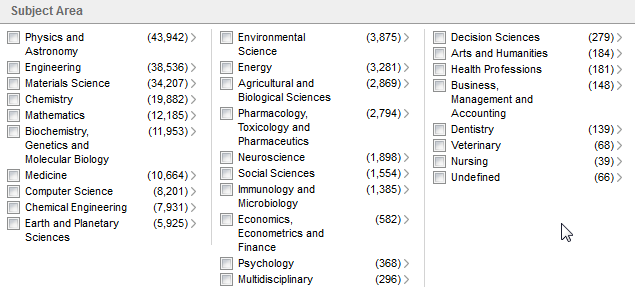 Subject Area
Physics and (43,942)
Astronomy
Engineering (38,536)
Materials Science (34,207)
Chemistry (19,882)
Mathematics (12,185)
Biochemistry, (11,953)
Genetics and
Molecular Biology
Medicine (10,664)
Computer Science (8,201)
Chemical Engineering (7,931)
Earth and Planetary (5,925)
Sciences
Environmental (3,875)
Science
Energy (3,281)
Agricultural and (2,869)
Biological Sciences
Pharmacology, (2,794)
Toxicology and
Pharmaceutics
Neuroscience (1,898)
Social Sciences (1,554)
Immunology and (1,385)
Microbiology
Economics, (582)
Econometrics and
Finance
Psychology (368)
Multidisciplinary (296)
Decision Sciences (279)
Arts and Humanities (184)
Health Professions (181)
Business, (148)
Management and
Accounting
Dentistry (139)
Veterinary (68)
Nursing (39)
Undefined (66)